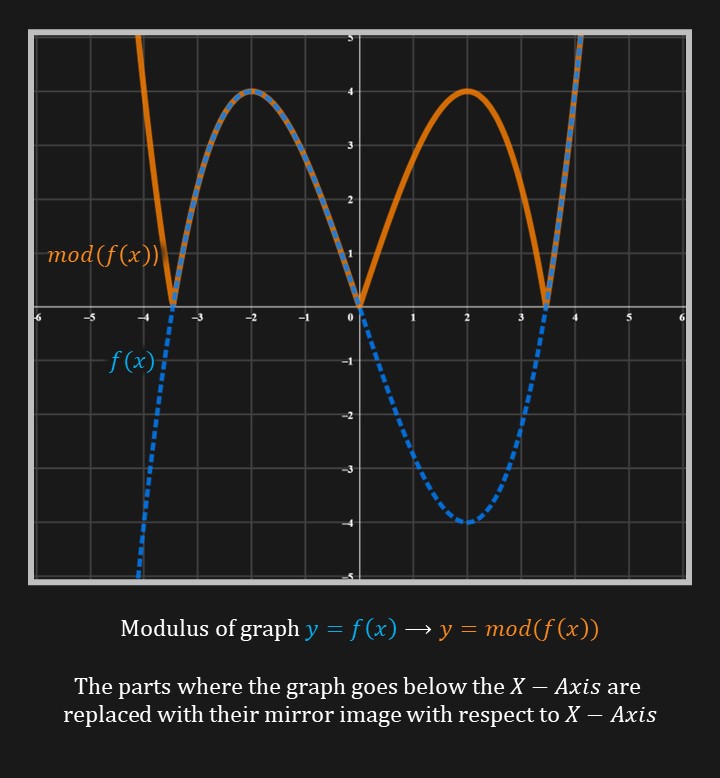 5
4
3
2
1
mod(f(x))
−6 −5 −4 −3 −2 −1 0 1 2 3 4 5 6
f(x)
−1
−2
−3
−4
−5
Modulus of graph y = f(x) ⟶ y = mod(f(x))
The parts where the graph goes below the X − Axis are
replaced with their mirror image with respect to X − Axis